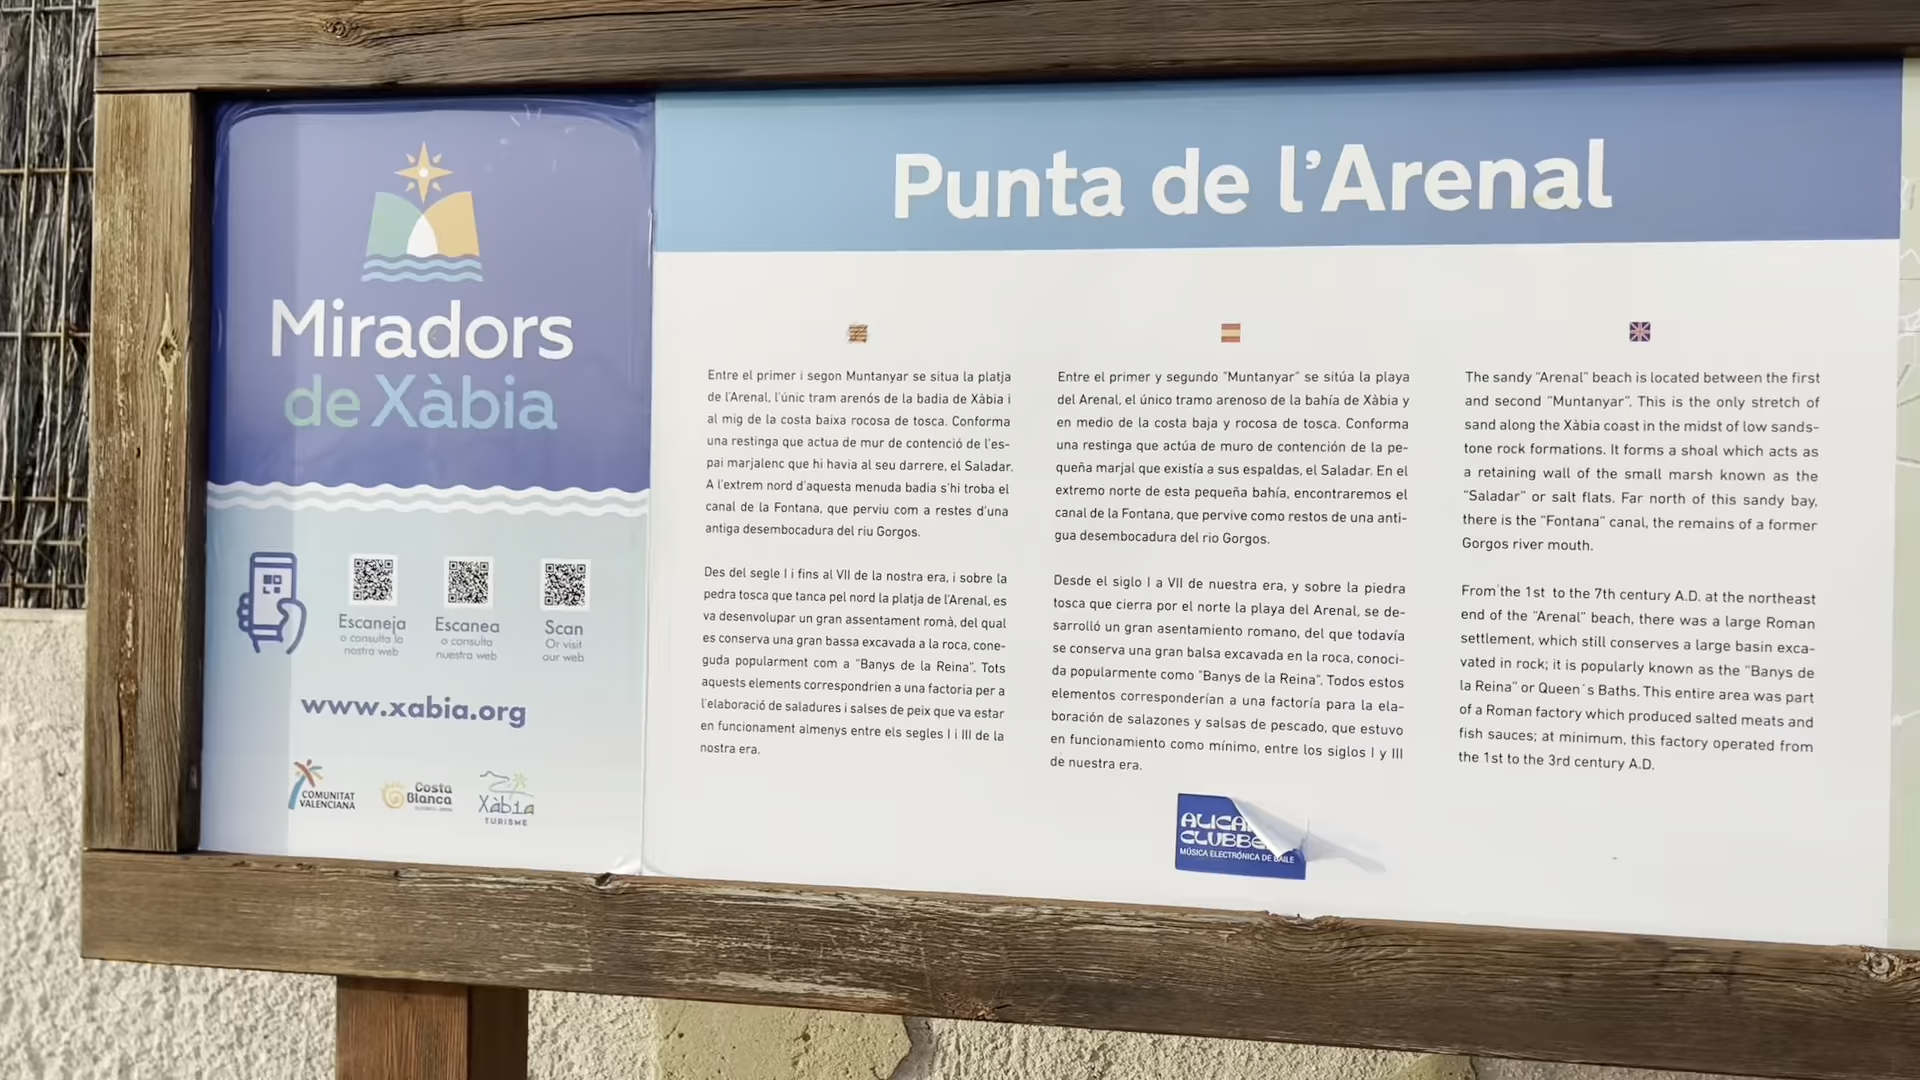 Miradors
de Xàbia
Escaneja
o consulta la
nostra web
Escanea
o consulta
nuestra web
Scan
Or visit
our web
www.xabia.org
COMUNITAT
VALENCIANA
Costa
Blanca
Xàbia
TURISME
Punta de l'Arenal
Entre el primer i segon Muntanyar se situa la platja
de l'Arenal, l'únic tram arenós de la badia de Xàbia i
al mig de la costa baixa rocosa de tosca. Conforma
una restinga que actua de mur de contenció de l'es-
pai marjalenc que hi havia al seu darrere, el Saladar.
A l'extrem nord d'aquesta menuda badia s'hi troba el
canal de la Fontana, que perviu com a restes d'una
antiga desembocadura del riu Gorgos.
Des del segle I i fins al VII de la nostra era, i sobre la
pedra tosca que tanca pel nord la platja de l'Arenal, es
va desenvolupar un gran assentament romà, del qual
es conserva una gran bassa excavada a la roca, cone-
guda popularment com a "Banys de la Reina". Tots
aquests elements correspondrien a una factoria per a
l'elaboració de saladures i salses de peix que va estar
en funcionament almenys entre els segles I i III de la
nostra era.
Entre el primer y segundo "Muntanyar" se sitúa la playa
del Arenal, el único tramo arenoso de la bahía de Xàbia y
en medio de la costa baja y rocosa de tosca. Conforma
una restinga que actúa de muro de contención de la pe-
queña marjal que existía a sus espaldas, el Saladar. En el
extremo norte de esta pequeña bahía, encontraremos el
canal de la Fontana, que pervive como restos de una anti-
gua desembocadura del rio Gorgos.
Desde el siglo I a VII de nuestra era, y sobre la piedra
tosca que cierra por el norte la playa del Arenal, se de-
sarrolló un gran asentamiento romano, del que todavía
se conserva una gran balsa excavada en la roca, conoci-
da popularmente como "Banys de la Reina". Todos estos
elementos corresponderían a una factoría para la ela-
boración de salazones y salsas de pescado, que estuvo
en funcionamiento como mínimo, entre los siglos I y III
de nuestra era.
The sandy "Arenal" beach is located between the first
and second "Muntanyar". This is the only stretch of
sand along the Xàbia coast in the midst of low sands-
tone rock formations. It forms a shoal which acts as
a retaining wall of the small marsh known as the
"Saladar" or salt flats. Far north of this sandy bay,
there is the "Fontana" canal, the remains of a former
Gorgos river mouth.
From the 1st to the 7th century A.D. at the northeast
end of the "Arenal" beach, there was a large Roman
settlement, which still conserves a large basin exca-
vated in rock; it is popularly known as the "Banys de
la Reina" or Queen´s Baths. This entire area was part
of a Roman factory which produced salted meats and
fish sauces; at minimum, this factory operated from
the 1st to the 3rd century A.D.
MÚSICA ELECTRÓNICA DE BAILE